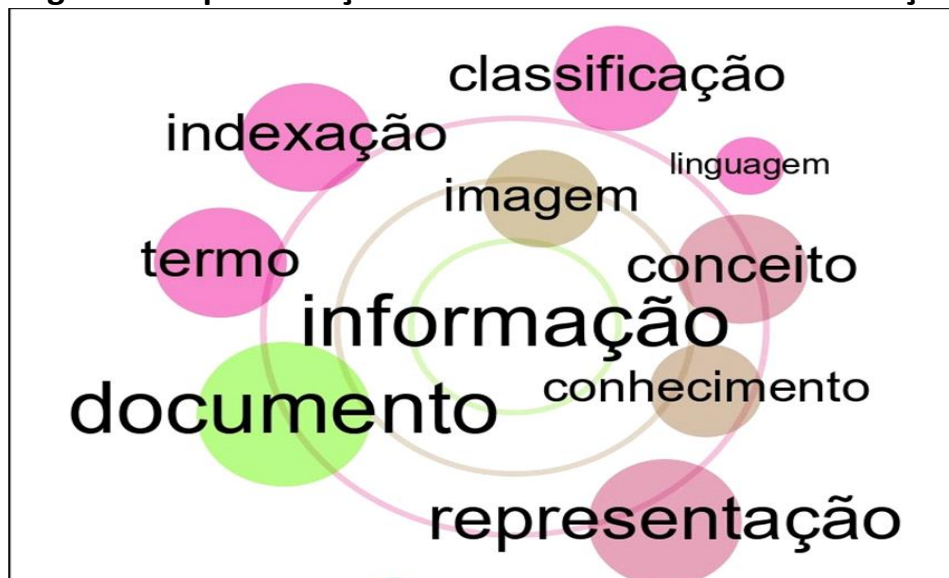 classificação
indexação
linguagem
imagem
termo
conceito
informação
conhecimento
documento
representação